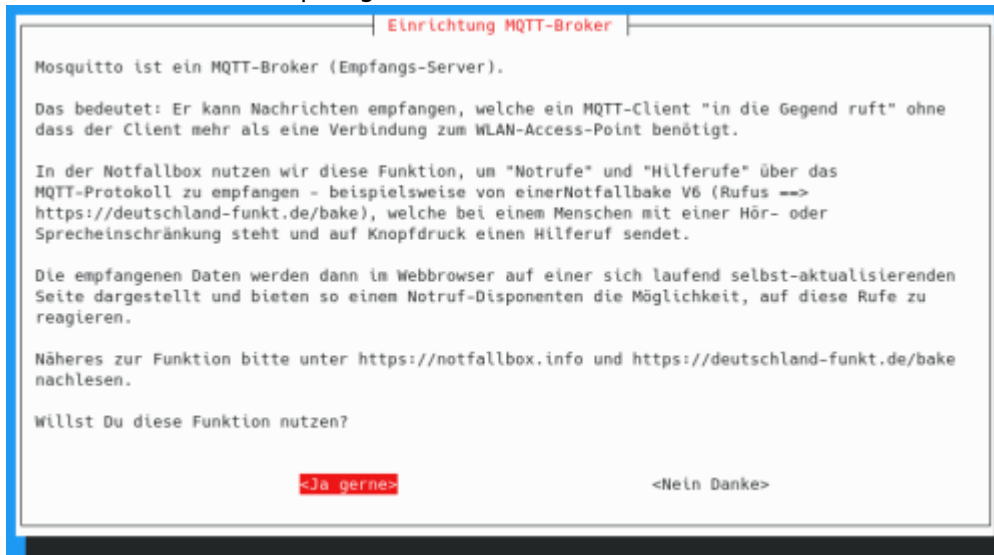 Einrichtung MQTT-Broker
Mosquitto ist ein MQTT-Broker (Empfangs-Server).
Das bedeutet: Er kann Nachrichten empfangen, welche ein MQTT-Client "in die Gegend ruft" ohne
dass der Client mehr als eine Verbindung zum WLAN-Access-Point benötigt.
In der Notfallbox nutzen wir diese Funktion, um "Notrufe" und "Hilferufe" über das
MQTT-Protokoll zu empfangen - beispielsweise von einerNotfallbake V6 (Rufus ==>
https://deutschland-funkt.de/bake), welche bei einem Menschen mit einer Hör- oder
Sprecheinschränkung steht und auf Knopfdruck einen Hilferuf sendet.
Die empfangenen Daten werden dann im Webbrowser auf einer sich laufend selbst-aktualisierenden
Seite dargestellt und bieten so einem Notruf-Disponenten die Möglichkeit, auf diese Rufe zu
reagieren.
Näheres zur Funktion bitte unter https://notfallbox.info und https://deutschland-funkt.de/bake
nachlesen.
Willst Du diese Funktion nutzen?
<Ja gerne> <Nein Danke>